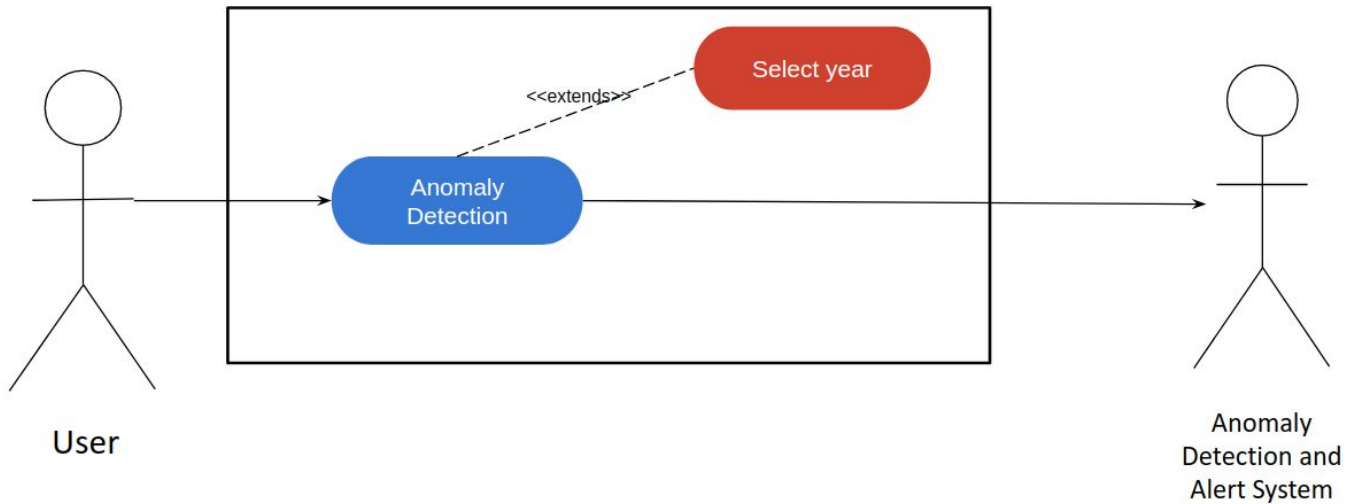 Select year
<<extends>>
Anomaly
Detection
User
Anomaly
Detection and
Alert System